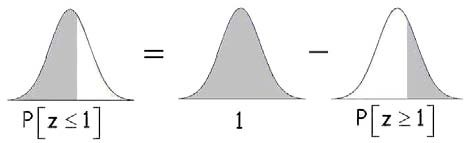 = −
P[z ≤ 1] 1 P[z ≥ 1]